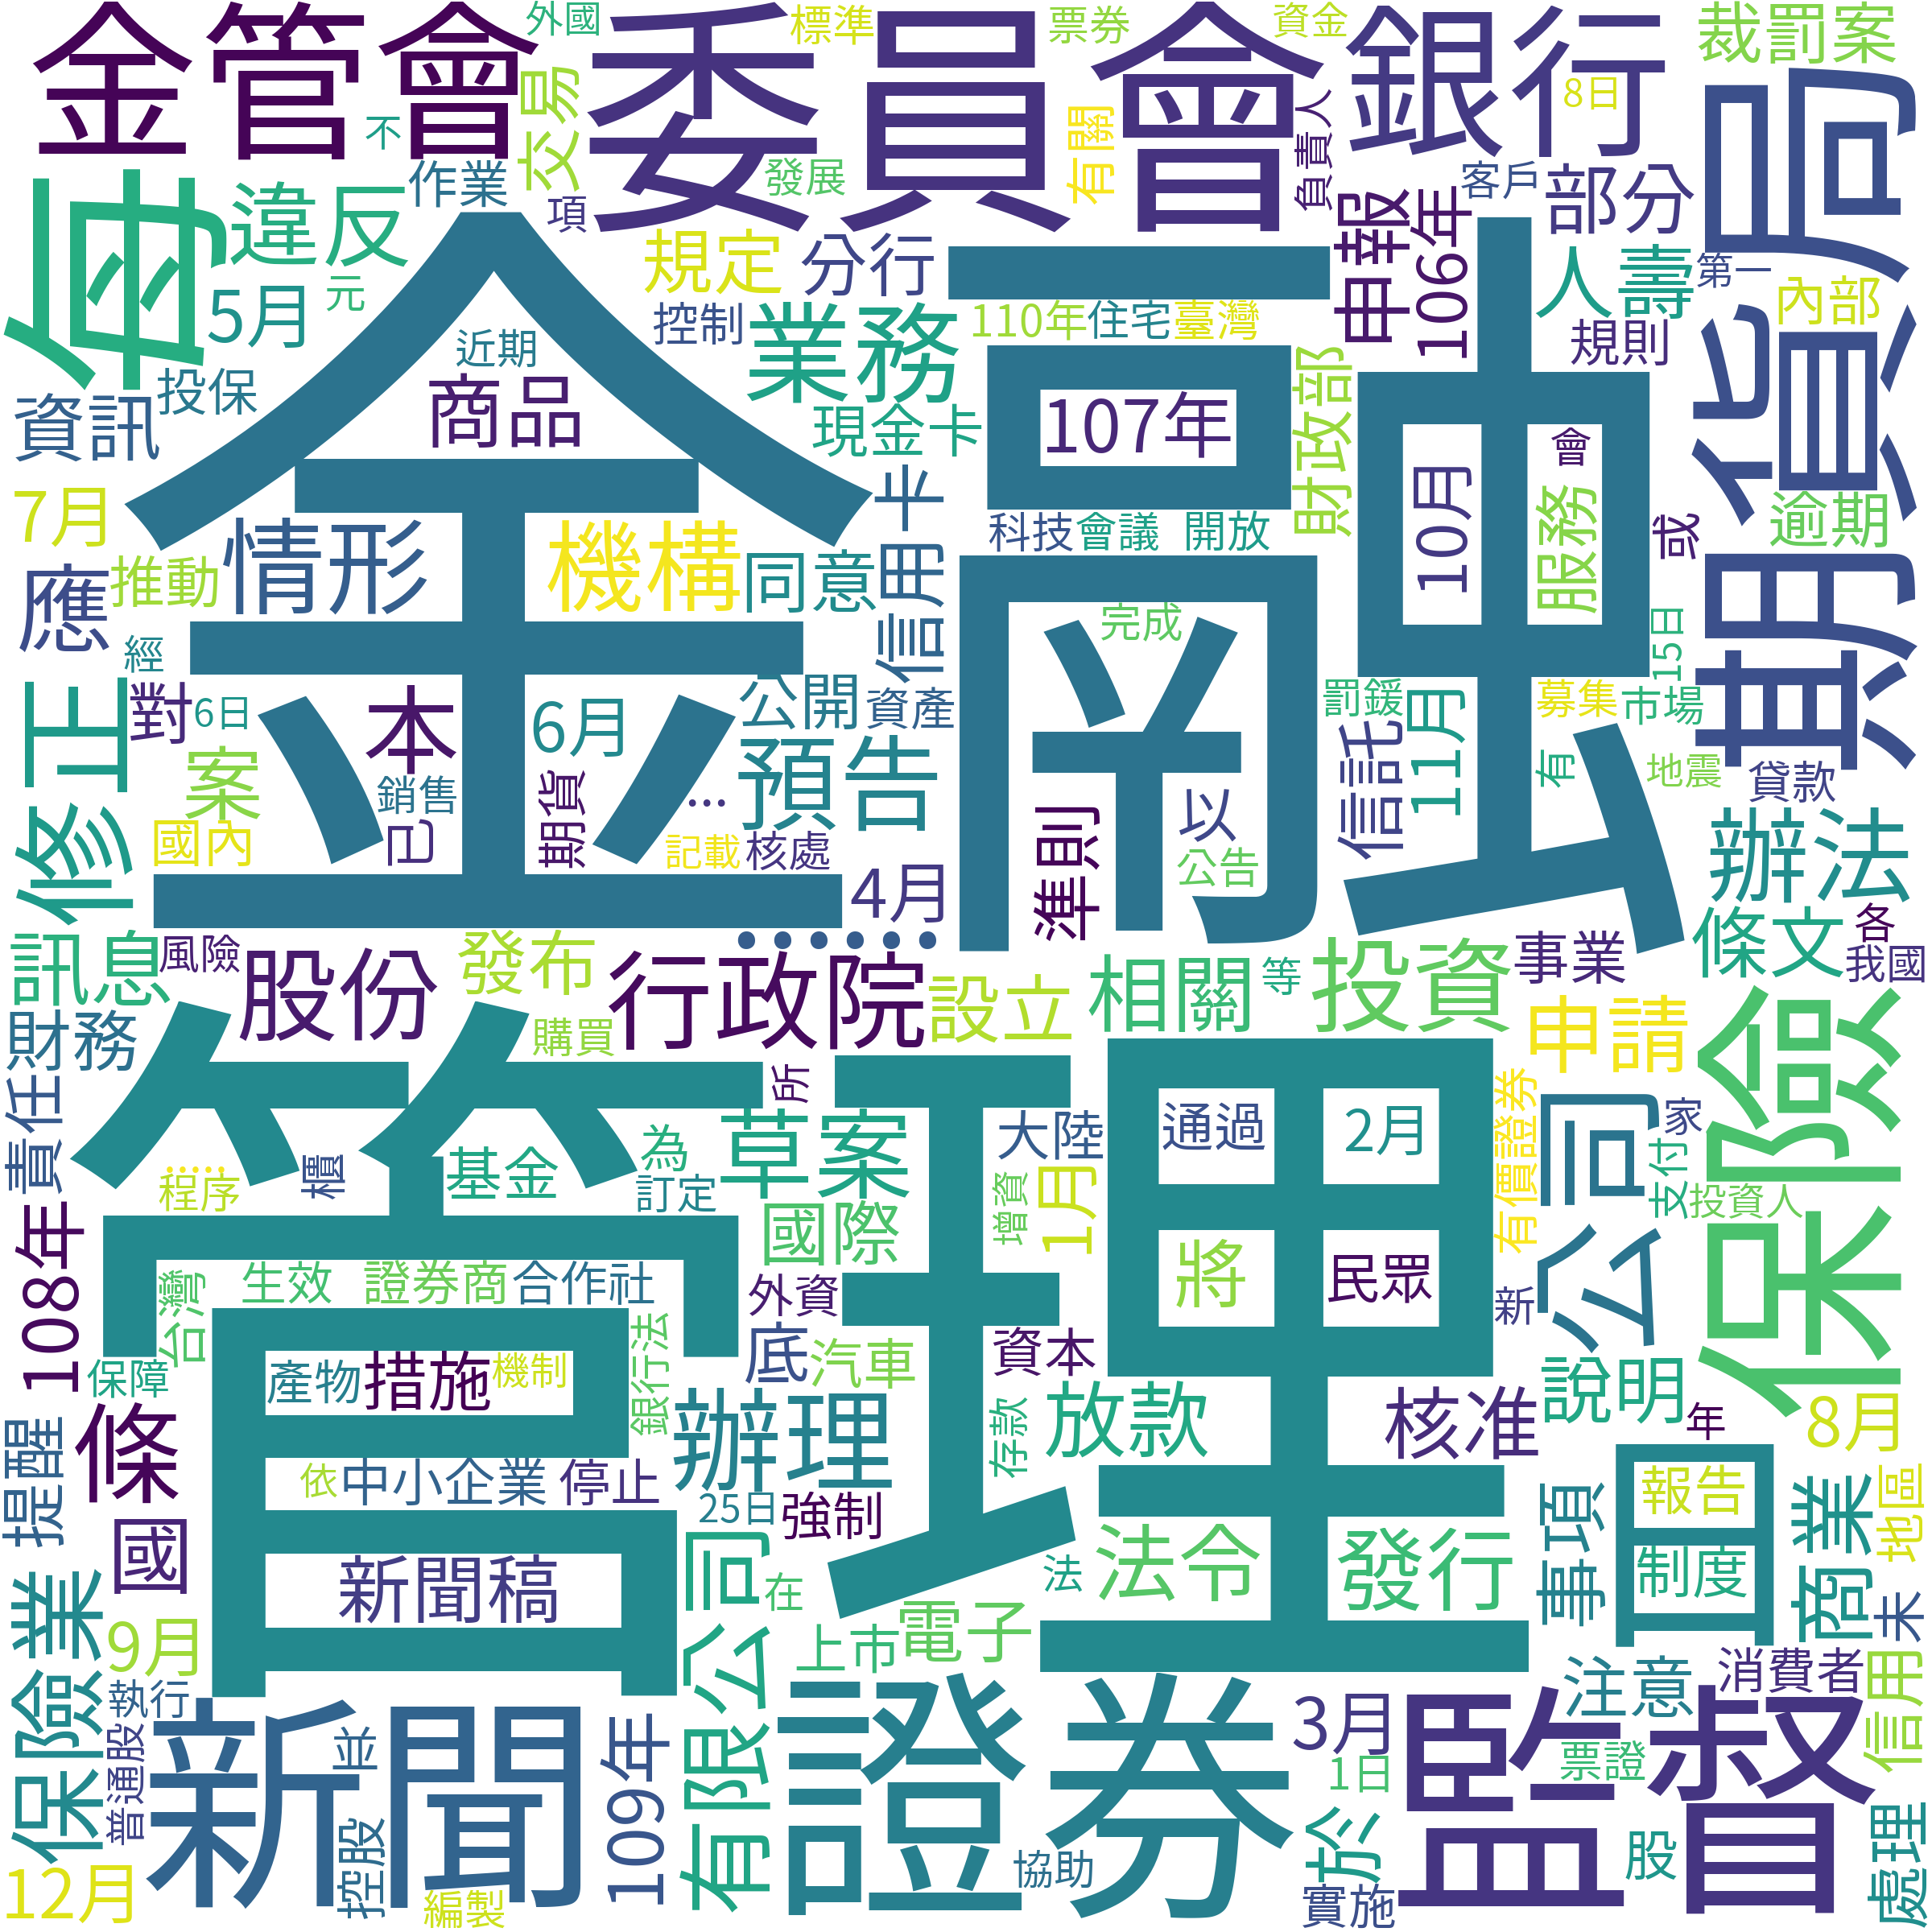 金管會
外國
委員會
標準
票券
資金
銀行
裁罰案
交易
不
有關
負責人
8日
作業
發展
客戶
部分
司
每
違反
項
規定
分行
申報
106年
人壽
第一
內部
5月
元
控制
業務
110年
住宅
臺灣
規則
近期
金融
投保
資訊
商品
現金卡
107年
財政部
期貨局
會
10月
服務
或
逾期
7月
信用卡
科技
會議
開放
情形
機構
同意
推動
應
完成
經
15日
對
6日
本
6月
公開
資產
罰鍰
11月
募集
市場
修正
案
銷售
期貨
…
預告
信託
有
地震
貸款
國內
已
記載
核處
準則
以
公告
辦法
4月
……
條文
各
訊息
風險
股份
發布
行政院
設立
相關
等
投資
事業
我國
財務
購買
申請
保險
管理
所
責任
程序
……
櫃
基金
為
訂定
草案
大陸
通過
2月
有價證券
公司
家
支付
投資人
增資
1月
國際
將
民眾
108年
台灣
生效
證券商
合作社
外資
新
保障
產物
措施
機制
銀行法
底
汽車
資本
說明
年
8月
條
存款
放款
核准
提醒
辦理
依
中小企業
停止
25日
強制
報告
地區
國
新聞稿
有限公司
在
法
法令
發行
事項
局
制度
商業
未
保險業
9月
上市
電子
執行
新聞
並
證券
3月
監督
注意
消費者
信用
普通股
109年
1日
票證
於
控股
協助
股
處理
12月
編製
實施